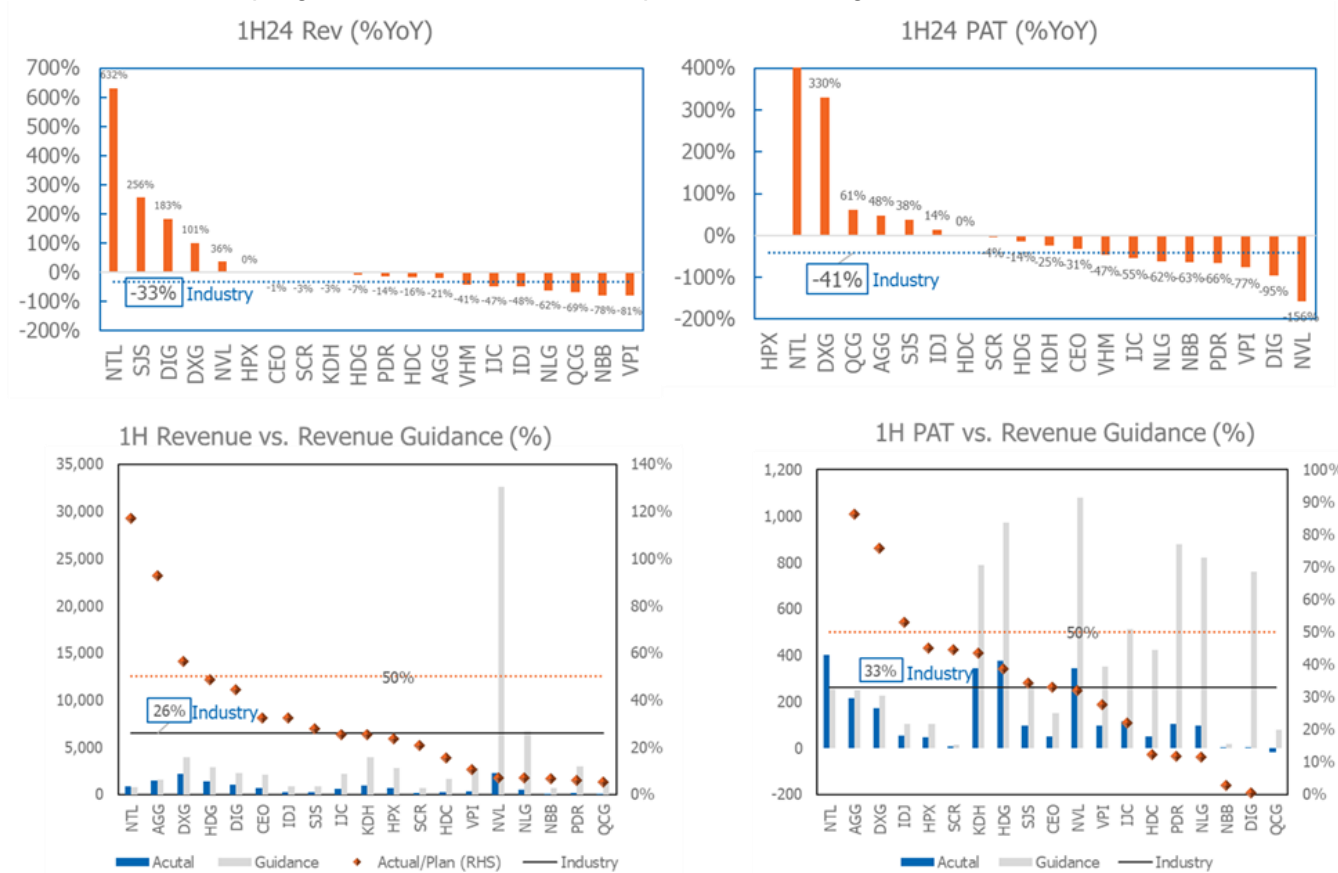 1H24 Rev (%YoY)
700%
600%
500%
400%
300%
200%
100%
0%
-100%
-200%
632%
256%
183%
101%
36%
0%
-1%
-3%
-3%
-7%
-14%
-16%
-21%
-41%
-47%
-48%
-62%
-69%
-78%
-81%
-33% Industry
NTL
SJS
DIG
DXG
NVL
HPX
CEO
SCR
KDH
HDG
PDR
HDC
AGG
VHM
IJC
IDJ
NLG
QCG
NBB
VPI
1H24 PAT (%YoY)
400%
300%
200%
100%
0%
-100%
-200%
330%
61%
48%
38%
14%
0%
-4%
-14%
-25%
-31%
-47%
-55%
-62%
-63%
-66%
-77%
-95%
-156%
-41% Industry
HPX
NTL
DXG
QCG
AGG
SJS
IDJ
HDC
SCR
HDG
KDH
CEO
VHM
IJC
NLG
NBB
PDR
VPI
DIG
NVL
1H Revenue vs. Revenue Guidance (%)
35,000
30,000
25,000
20,000
15,000
10,000
5,000
0
140%
120%
100%
80%
60%
40%
20%
0%
50%
26% Industry
NTL
AGG
DXG
HDG
DIG
CEO
IDJ
SJS
IJC
KDH
HPX
SCR
HDC
VPI
NVL
NLG
NBB
PDR
QCG
Acutal
Guidance
Actual/Plan (RHS)
Industry
1H PAT vs. Revenue Guidance (%)
1,200
1,000
800
600
400
200
0
-200
100%
90%
80%
70%
60%
50%
40%
30%
20%
10%
0%
50%
33% Industry
NTL
AGG
DXG
IDJ
HPX
SCR
KDH
HDG
SJS
CEO
NVL
VPI
IJC
HDC
PDR
NLG
NBB
DIG
QCG
Acutal
Guidance
Actual/Plan (RHS)
Industry